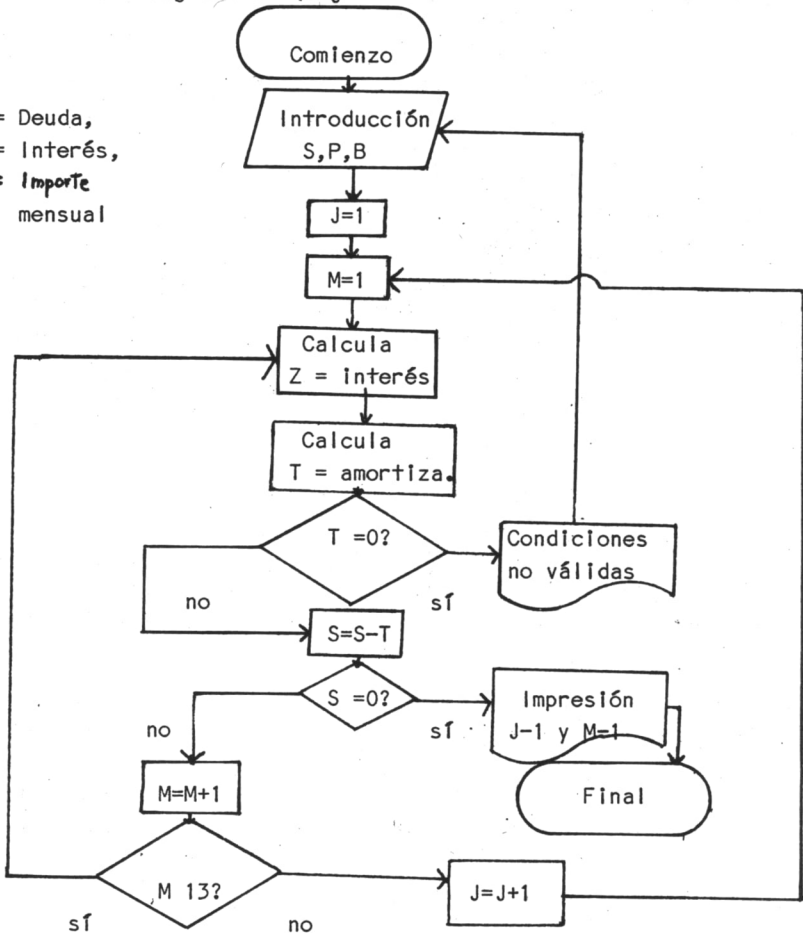 Comienzo
= Deuda,
= Interés,
= Importe
mensual
Introducción
S,P,B
J=1
M=1
Calcula
Z = interés
Calcula
T = amortiza.
T =0?
Condiciones
no válidas
no
sí
S=S-T
S =0?
Impresión
J-1 y M-1
no
sí
M=M+1
Final
M 13?
J=J+1
sí
no